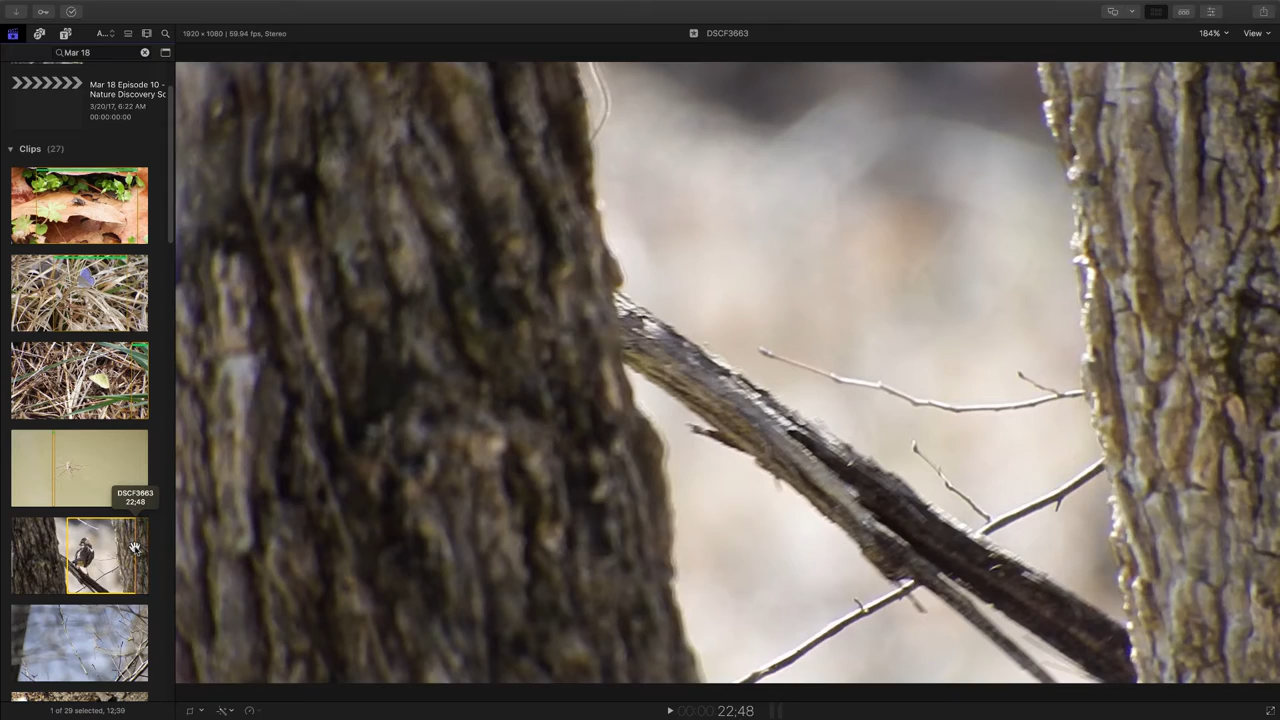 A...
1920 × 1080 | 59.94 fps, Stereo
DSCF3663
184%
View
Mar 18
Mar 18 Episode 10 -
Nature Discovery Sc
3/20/17, 6:22 AM
00:00:00:00
Clips (27)
DSCF3663
22;48
1 of 29 selected, 12;39
00:00:22;48